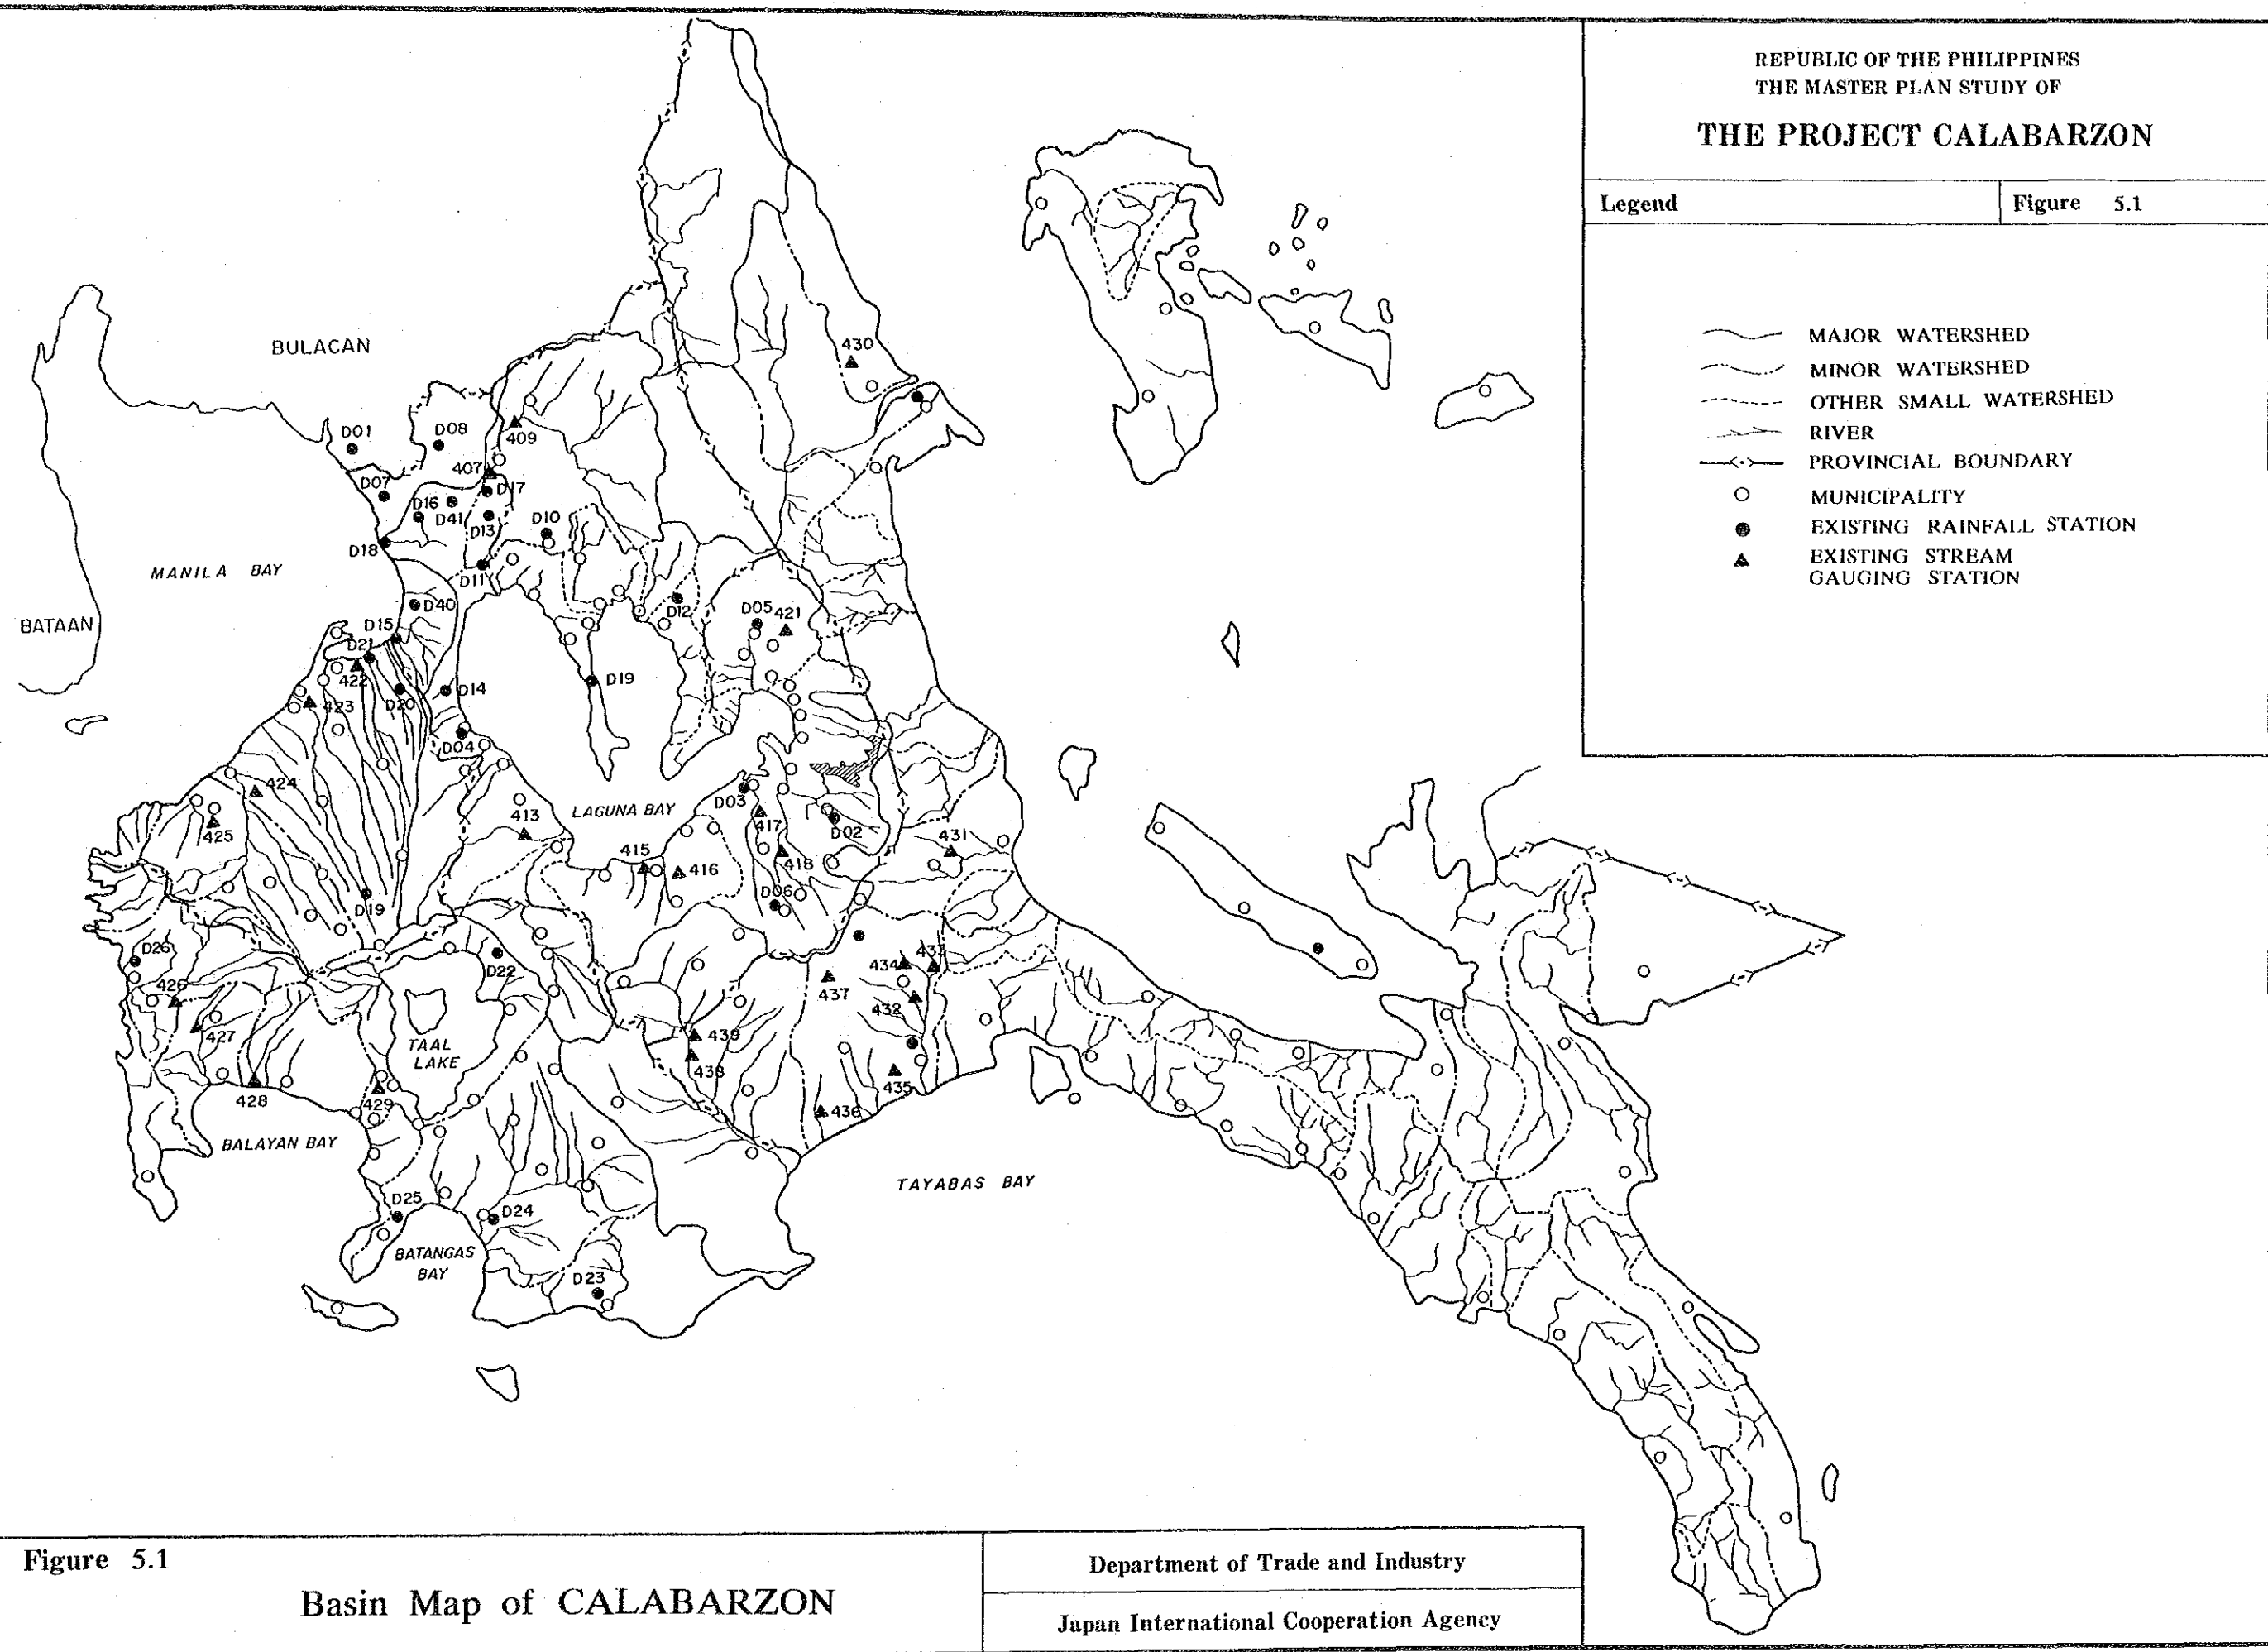 REPUBLIC OF THE PHILIPPINES
THE MASTER PLAN STUDY OF
THE PROJECT CALABARZON
Legend
Figure 5.1
MAJOR WATERSHED
MINOR WATERSHED
OTHER SMALL WATERSHED
RIVER
PROVINCIAL BOUNDARY
MUNICIPALITY
EXISTING RAINFALL STATION
EXISTING STREAM
GAUGING STATION
BULACAN
430
D01
D08
409
407
D07
D17
D16
D41
D13
D10
D18
D11
MANILA BAY
D40
D12
D05
421
BATAAN
D15
D21
422
D19
D14
D20
423
D04
424
LAGUNA BAY
D03
413
417
D02
425
431
415
416
418
D06
D19
D26
D22
434
433
437
426
432
427
439
TAAL
LAKE
438
435
428
429
436
BALAYAN BAY
TAYABAS BAY
D25
D24
BATANGAS
BAY
D23
Figure 5.1
Basin Map of CALABARZON
Department of Trade and Industry
Japan International Cooperation Agency